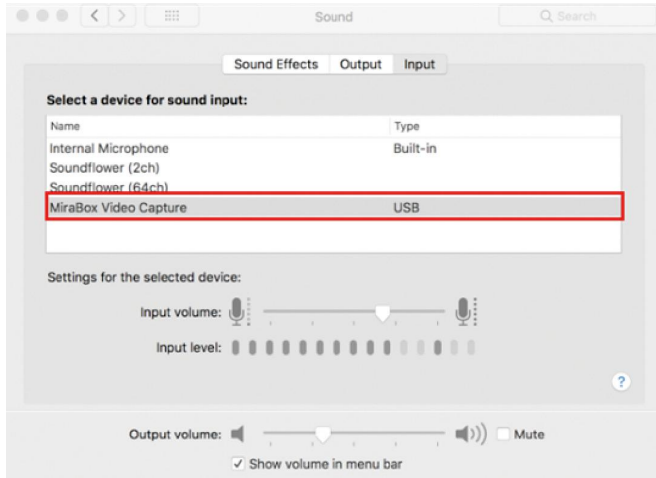 Sound
Search
Sound Effects Output Input
Select a device for sound input:
Name Type
Internal Microphone Built-in
Soundflower (2ch)
Soundflower (64ch)
MiraBox Video Capture USB
Settings for the selected device:
Input volume:
Input level:
?
Output volume: Mute
Show volume in menu bar